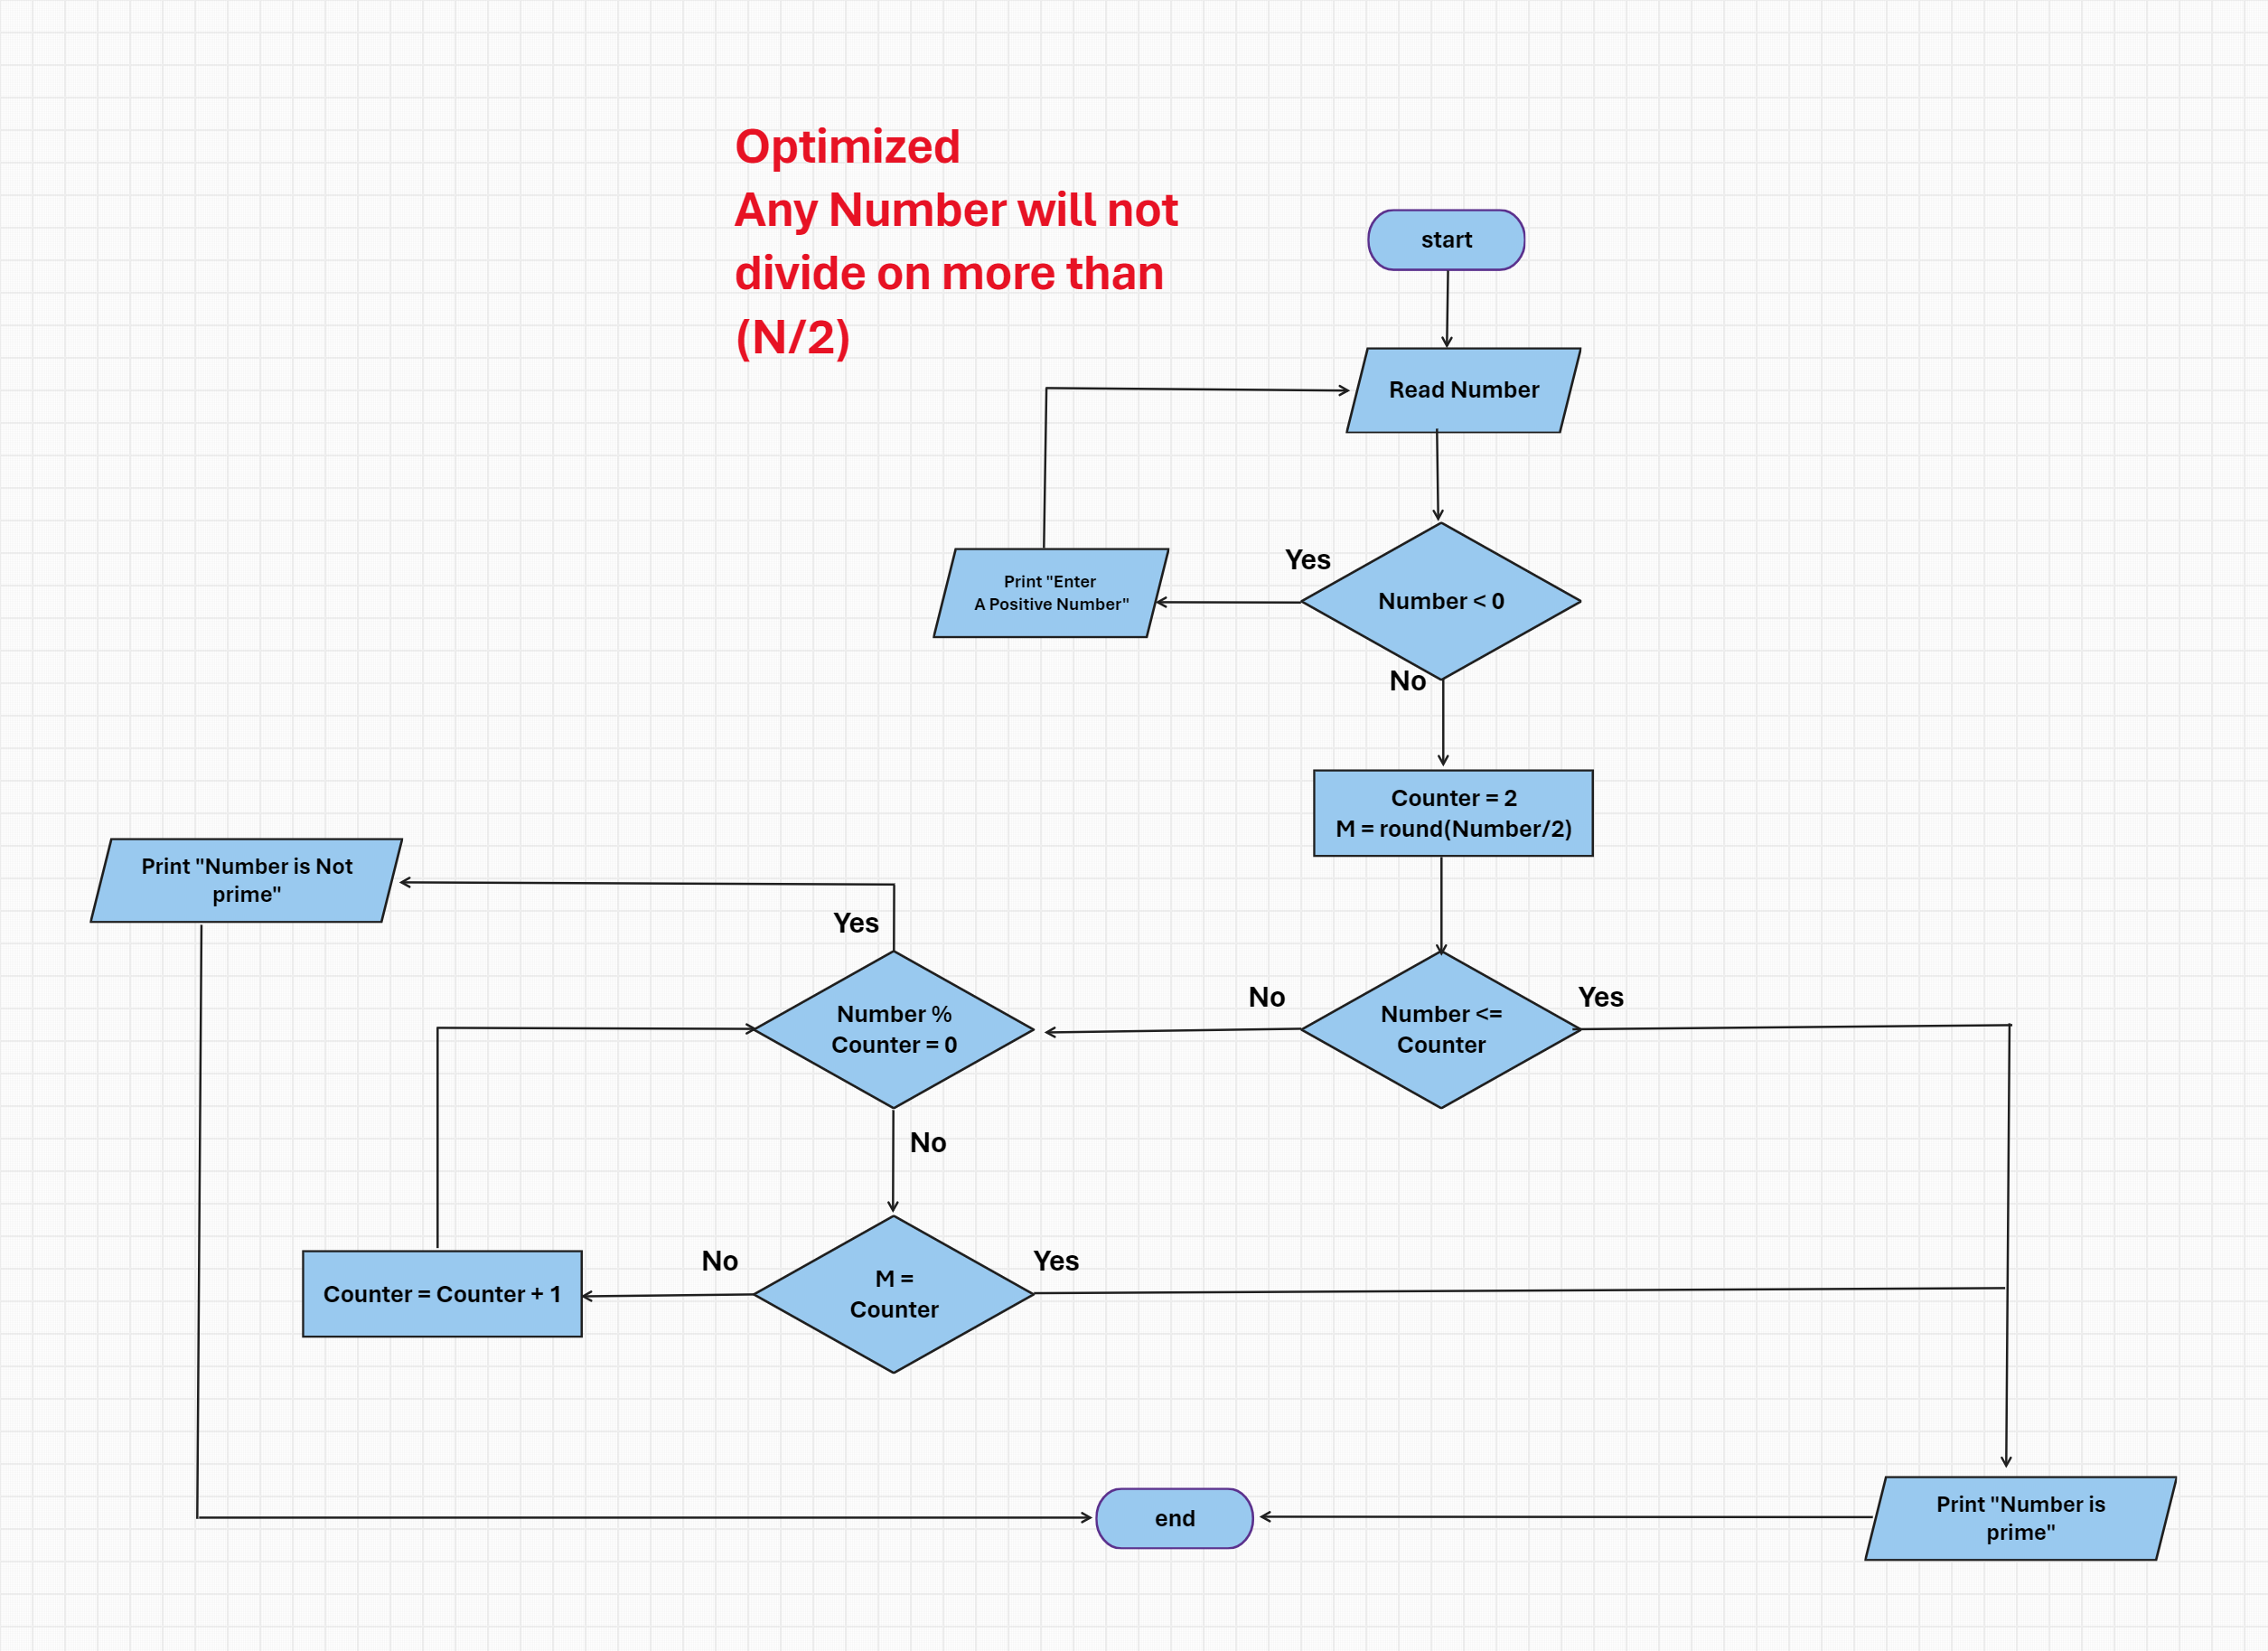 Optimized
Any Number will not
divide on more than
(N/2)
start
Read Number
Yes
Number < 0
Print "Enter
A Positive Number"
No
Counter = 2
M = round(Number/2)
Print "Number is Not
prime"
Yes
No
Number <=
Counter
Yes
Number %
Counter = 0
No
No
M =
Counter
Yes
Counter = Counter + 1
end
Print "Number is
prime"